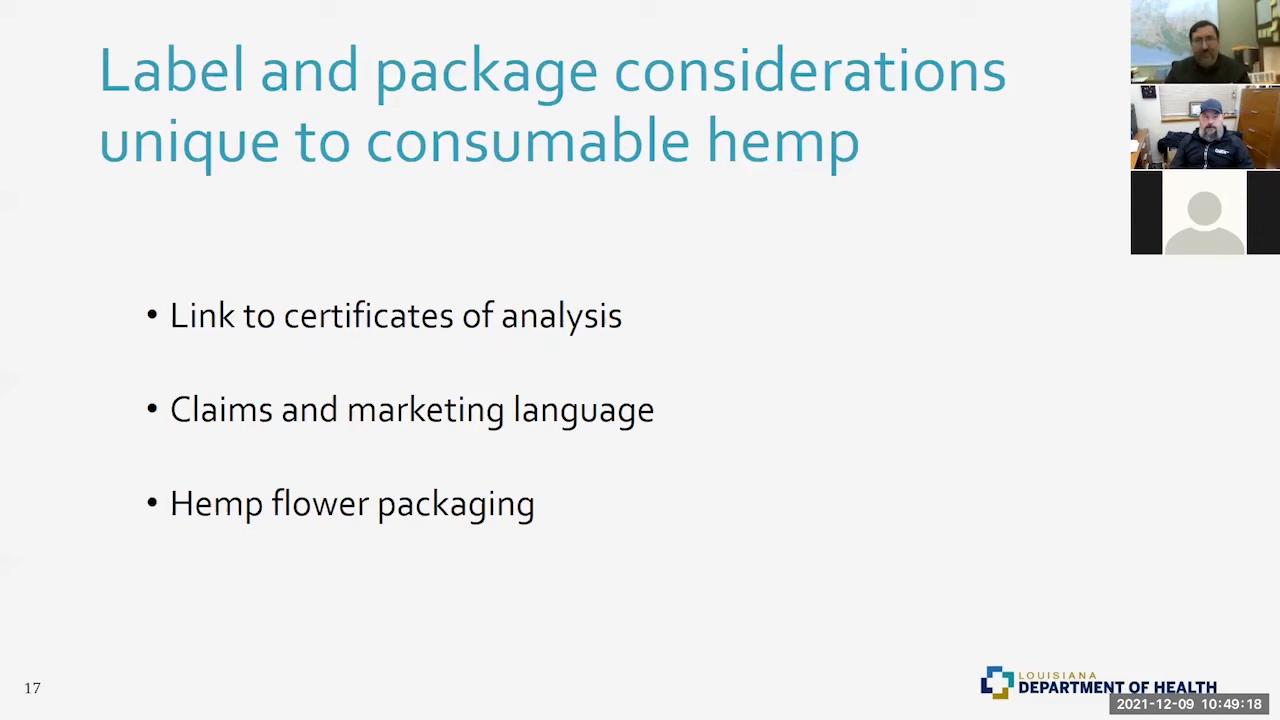 Label and package considerations
unique to consumable hemp
• Link to certificates of analysis
• Claims and marketing language
• Hemp flower packaging
17
LOUISIANA
DEPARTMENT OF HEALTH
2021-12-09 10:49:18